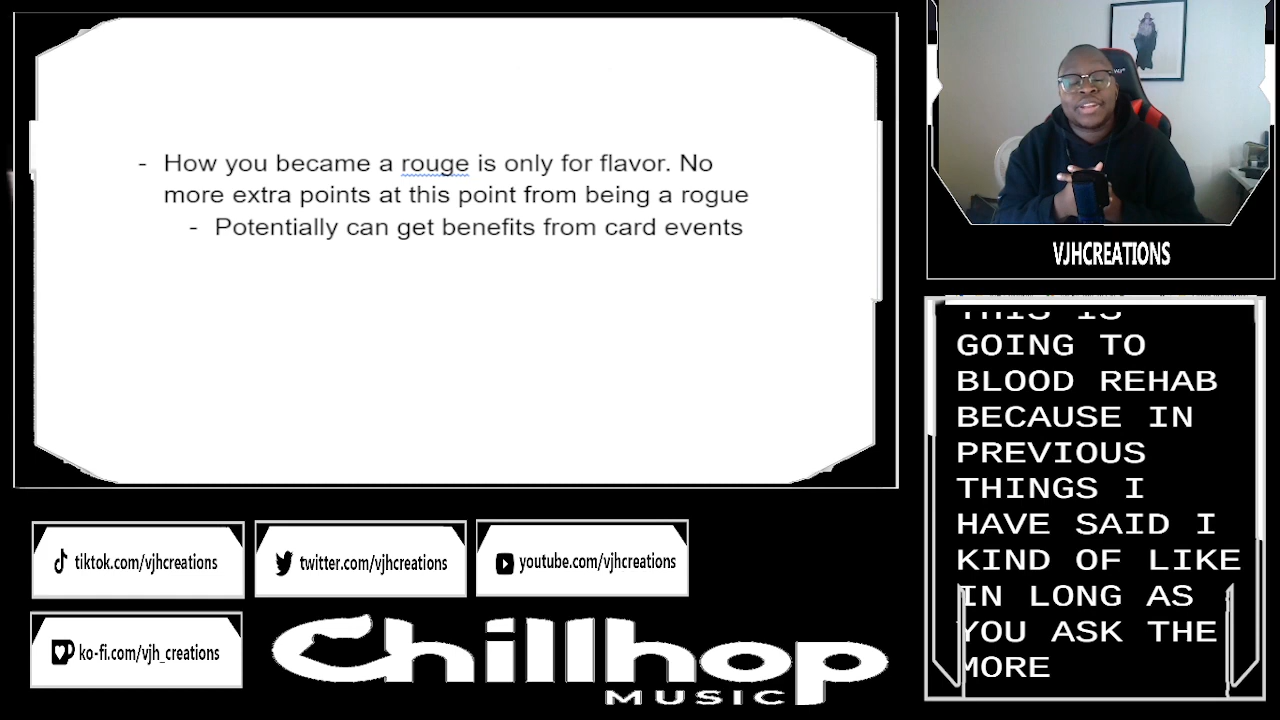 - How you became a rouge is only for flavor. No
more extra points at this point from being a rogue
- Potentially can get benefits from card events
VJHCREATIONS
THIS IS
GOING TO
BLOOD REHAB
BECAUSE IN
PREVIOUS
THINGS I
HAVE SAID I
KIND OF LIKE
IN LONG AS
YOU ASK THE
MORE
tiktok.com/vjhcreations
twitter.com/vjhcreations
youtube.com/vjhcreations
ko-fi.com/vjh_creations
Chillhop
MUSIC